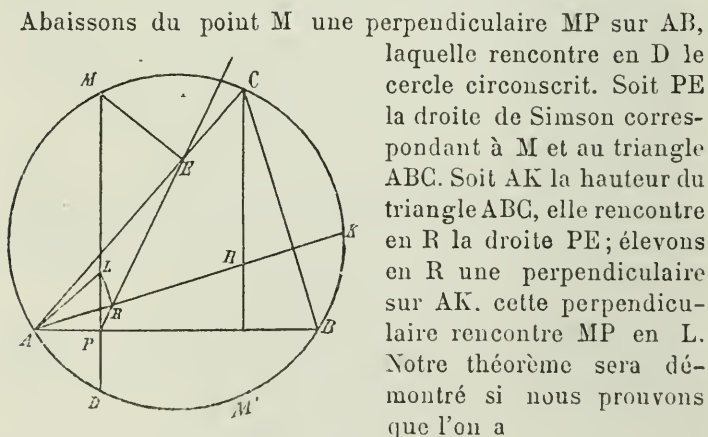 Abaissons du point M une perpendiculaire MP sur AB,
laquelle rencontre en D le
cercle circonscrit. Soit PE
la droite de Simson corres-
pondant à M et au triangle
ABC. Soit AK la hauteur du
triangle ABC, elle rencontre
en R la droite PE; élevons
en R une perpendiculaire
sur AK. cette perpendicu-
laire rencontre MP en L.
Notre théorème sera dé-
montré si nous prouvons
que l'on a
M
C
E
K
H
L
R
A
P
B
D
M'